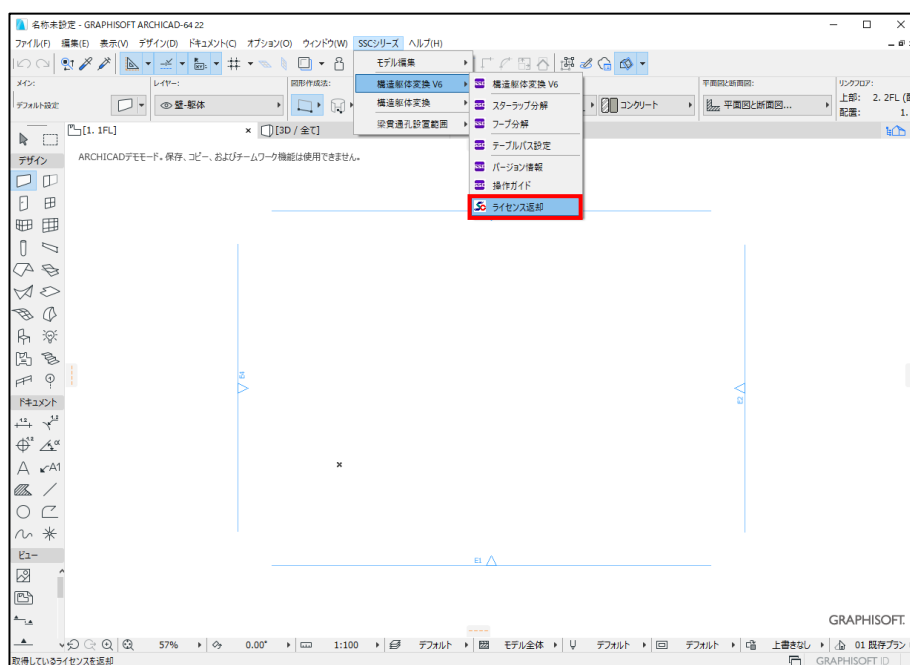 名称未設定 - GRAPHISOFT ARCHICAD-64 22
ファイル(F) 編集(E) 表示(V) デザイン(D) ドキュメント(C) オプション(O) ウィンドウ(W) SSCシリーズ ヘルプ(H)
モデル編集
構造躯体変換 V6
構造躯体変換
梁貫通孔設置範囲
構造躯体変換 V6
スターラップ分解
フープ分解
テーブルパス設定
バージョン情報
操作ガイド
ライセンス返却
メイン:
レイヤー:
図形作成法:
平面図と断面図:
リンクフロア:
デフォルト設定
壁-躯体
コンクリート
平面図と断面図...
上部: 2. 2FL
配置: 1.
[1. 1FL]
[3D / 全て]
デザイン
ARCHICADデモモード。保存、コピー、およびチームワーク機能は使用できません。
E4
E2
E1
ドキュメント
1.2
1.2
1.2
α
A
A1
ビュー
GRAPHISOFT.
57%
0.00°
1:100
デフォルト
モデル全体
デフォルト
デフォルト
上書きなし
01 既存プラン
取得しているライセンスを返却
GRAPHISOFT ID